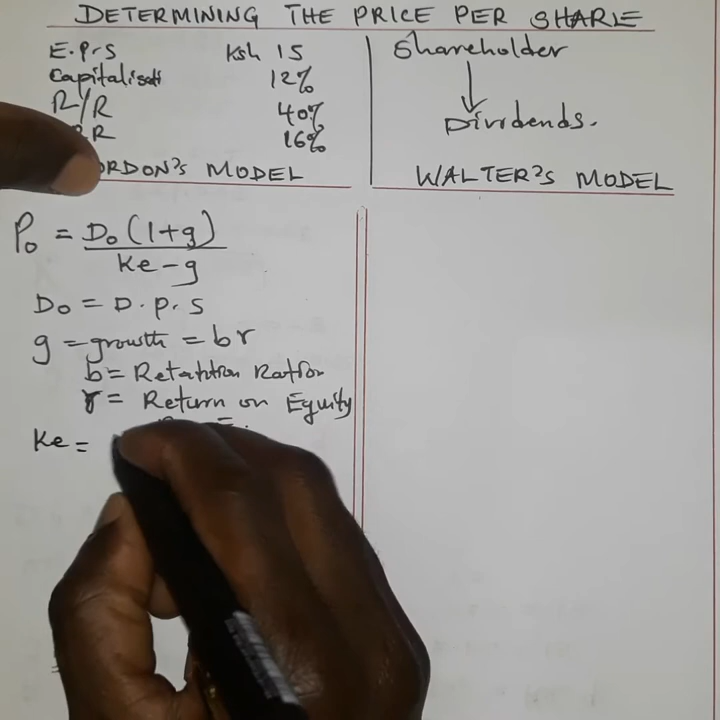 DETERMINING THE PRICE PER SHARE
E.P.S Ksh 15
Capitalisati 12%
R/R 40%
R 16%
ORDON'S MODEL
Shareholder
Dividends.
WALTER'S MODEL
P₀ = D₀(1+g)
Ke-g
D₀ = D.P.S
g = growth = br
b = Retention Ratio
r = Return on Equity
Ke =